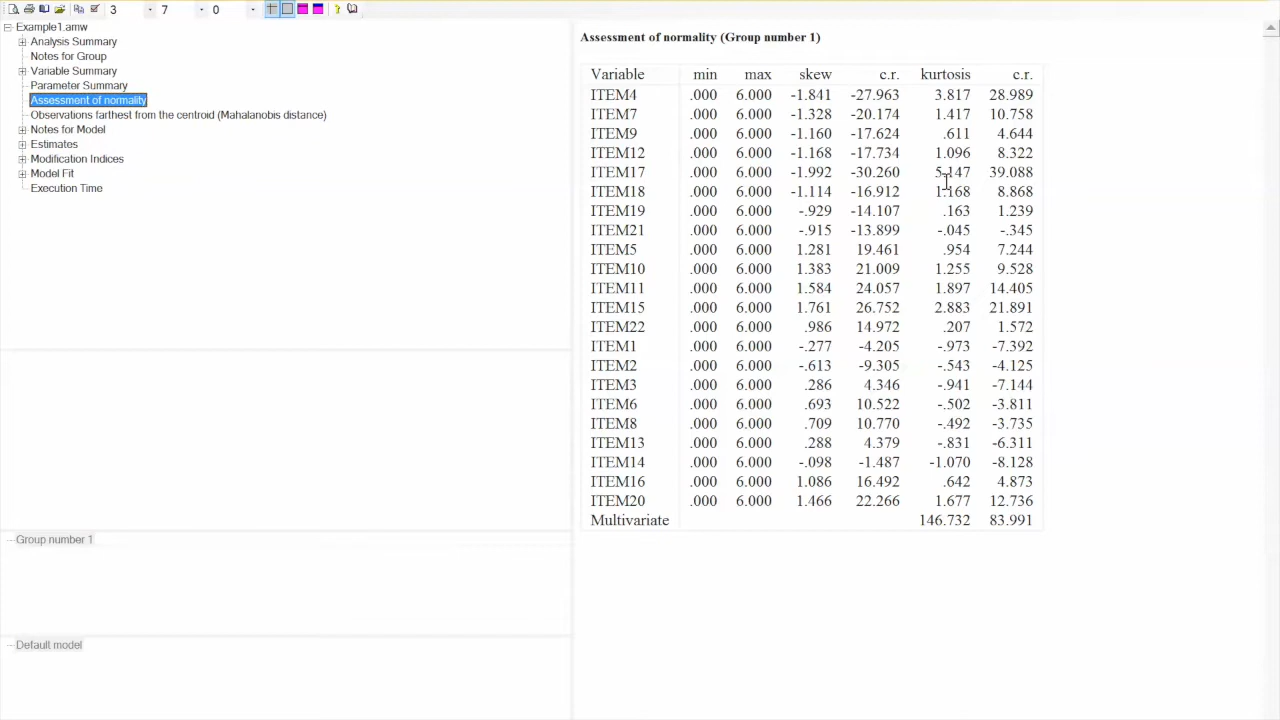 3 7 0
Example1.amw
Analysis Summary
Notes for Group
Variable Summary
Parameter Summary
Assessment of normality
Observations farthest from the centroid (Mahalanobis distance)
Notes for Model
Estimates
Modification Indices
Model Fit
Execution Time
Group number 1
Default model
Assessment of normality (Group number 1)
Variable min max skew c.r. kurtosis c.r.
ITEM4 .000 6.000 -1.841 -27.963 3.817 28.989
ITEM7 .000 6.000 -1.328 -20.174 1.417 10.758
ITEM9 .000 6.000 -1.160 -17.624 .611 4.644
ITEM12 .000 6.000 -1.168 -17.734 1.096 8.322
ITEM17 .000 6.000 -1.992 -30.260 5.147 39.088
ITEM18 .000 6.000 -1.114 -16.912 1.168 8.868
ITEM19 .000 6.000 -.929 -14.107 .163 1.239
ITEM21 .000 6.000 -.915 -13.899 -.045 -.345
ITEM5 .000 6.000 1.281 19.461 .954 7.244
ITEM10 .000 6.000 1.383 21.009 1.255 9.528
ITEM11 .000 6.000 1.584 24.057 1.897 14.405
ITEM15 .000 6.000 1.761 26.752 2.883 21.891
ITEM22 .000 6.000 .986 14.972 .207 1.572
ITEM1 .000 6.000 -.277 -4.205 -.973 -7.392
ITEM2 .000 6.000 -.613 -9.305 -.543 -4.125
ITEM3 .000 6.000 .286 4.346 -.941 -7.144
ITEM6 .000 6.000 .693 10.522 -.502 -3.811
ITEM8 .000 6.000 .709 10.770 -.492 -3.735
ITEM13 .000 6.000 .288 4.379 -.831 -6.311
ITEM14 .000 6.000 -.098 -1.487 -1.070 -8.128
ITEM16 .000 6.000 1.086 16.492 .642 4.873
ITEM20 .000 6.000 1.466 22.266 1.677 12.736
Multivariate 146.732 83.991